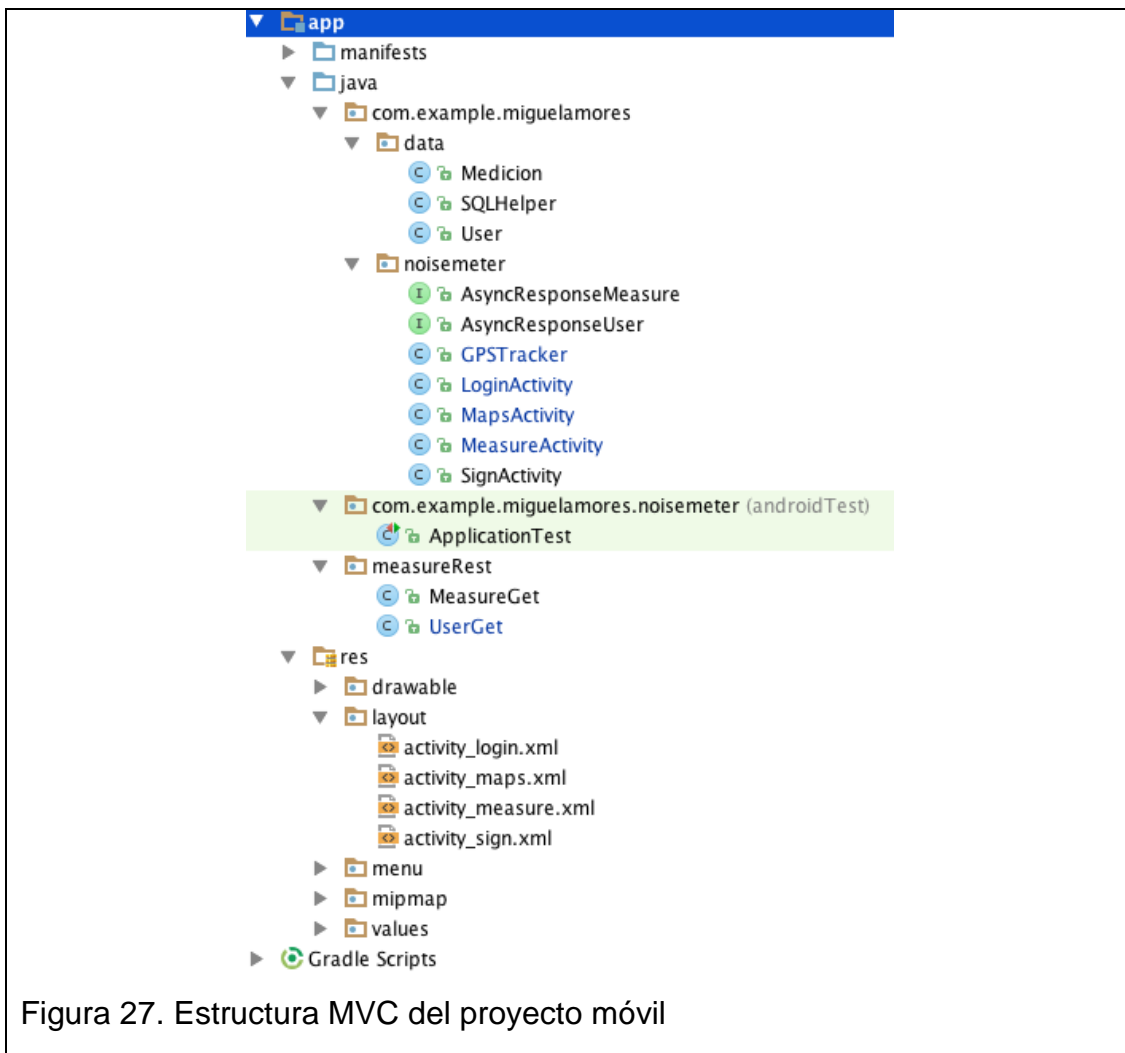 app
manifests
java
com.example.miguelamores
data
C Medicion
C SQLHelper
C User
noisemeter
I AsyncResponseMeasure
I AsyncResponseUser
C GPSTracker
C LoginActivity
C MapsActivity
C MeasureActivity
C SignActivity
com.example.miguelamores.noisemeter (androidTest)
C ApplicationTest
measureRest
C MeasureGet
C UserGet
res
drawable
layout
activity_login.xml
activity_maps.xml
activity_measure.xml
activity_sign.xml
menu
mipmap
values
Gradle Scripts
Figura 27. Estructura MVC del proyecto móvil